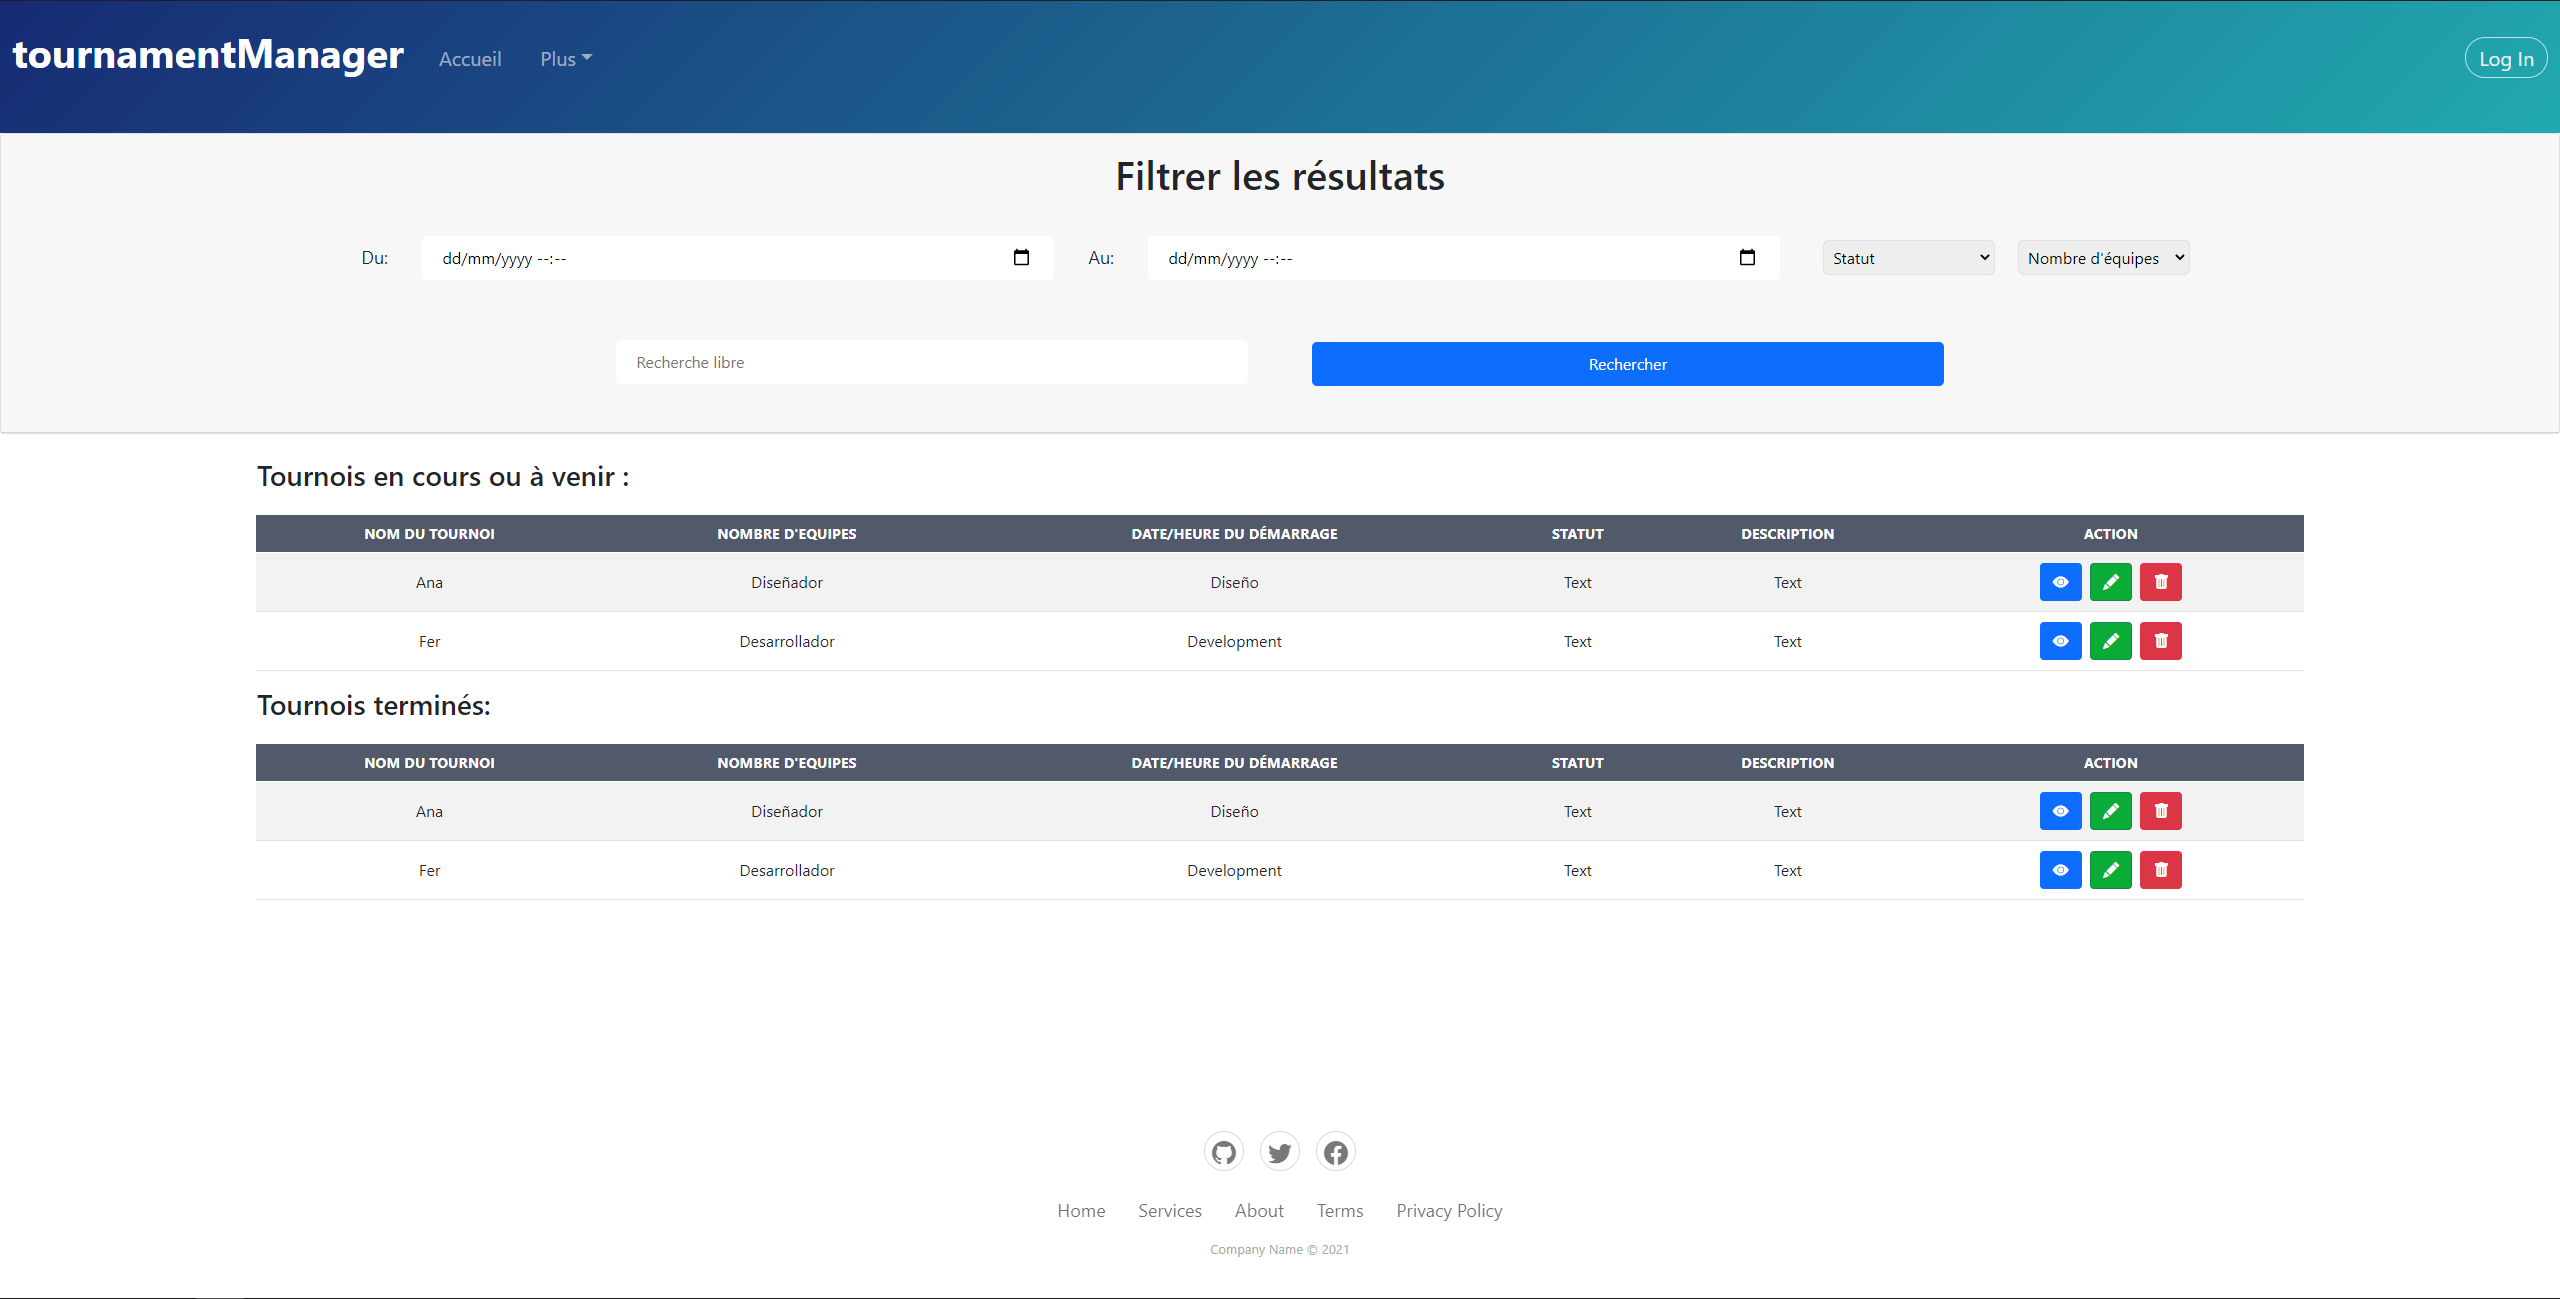 tournamentManager Accueil Plus Log In
Filtrer les résultats
Du: dd/mm/yyyy --:-- Au: dd/mm/yyyy --:-- Statut Nombre d'équipes
Recherche libre Rechercher
Tournois en cours ou à venir :
NOM DU TOURNOI NOMBRE D'EQUIPES DATE/HEURE DU DÉMARRAGE STATUT DESCRIPTION ACTION
Ana Diseñador Diseño Text Text
Fer Desarrollador Development Text Text
Tournois terminés:
NOM DU TOURNOI NOMBRE D'EQUIPES DATE/HEURE DU DÉMARRAGE STATUT DESCRIPTION ACTION
Ana Diseñador Diseño Text Text
Fer Desarrollador Development Text Text
Home Services About Terms Privacy Policy
Company Name © 2021